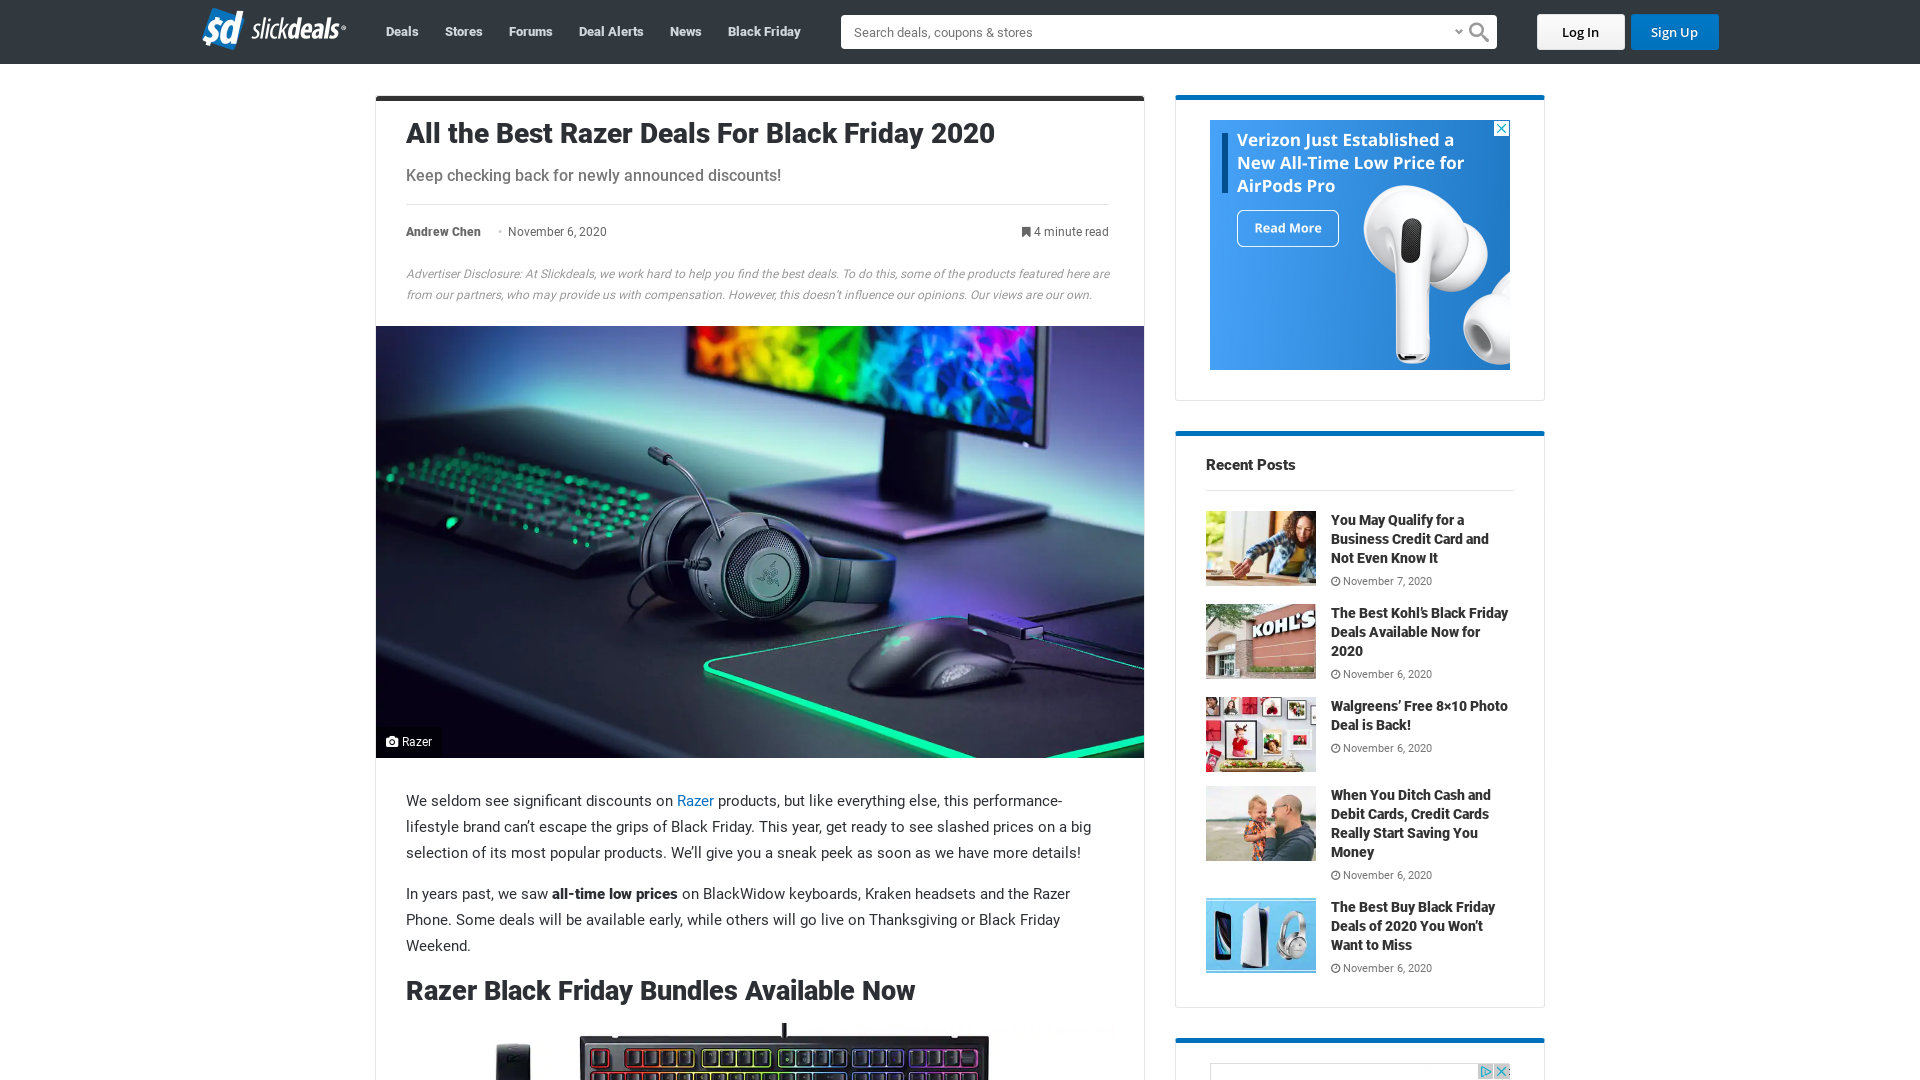 $d slickdeals®
Deals
Stores
Forums
Deal Alerts
News
Black Friday
Search deals, coupons & stores
Log In
Sign Up
All the Best Razer Deals For Black Friday 2020
Keep checking back for newly announced discounts!
Andrew Chen • November 6, 2020
4 minute read
Advertiser Disclosure: At Slickdeals, we work hard to help you find the best deals. To do this, some of the products featured here are
from our partners, who may provide us with compensation. However, this doesn’t influence our opinions. Our views are our own.
Razer
We seldom see significant discounts on Razer products, but like everything else, this performance-
lifestyle brand can’t escape the grips of Black Friday. This year, get ready to see slashed prices on a big
selection of its most popular products. We’ll give you a sneak peek as soon as we have more details!
In years past, we saw all-time low prices on BlackWidow keyboards, Kraken headsets and the Razer
Phone. Some deals will be available early, while others will go live on Thanksgiving or Black Friday
Weekend.
Razer Black Friday Bundles Available Now
Verizon Just Established a
New All-Time Low Price for
AirPods Pro
Read More
Recent Posts
You May Qualify for a
Business Credit Card and
Not Even Know It
November 7, 2020
KOHL'S
The Best Kohl’s Black Friday
Deals Available Now for
2020
November 6, 2020
Walgreens’ Free 8×10 Photo
Deal is Back!
November 6, 2020
When You Ditch Cash and
Debit Cards, Credit Cards
Really Start Saving You
Money
November 6, 2020
The Best Buy Black Friday
Deals of 2020 You Won’t
Want to Miss
November 6, 2020